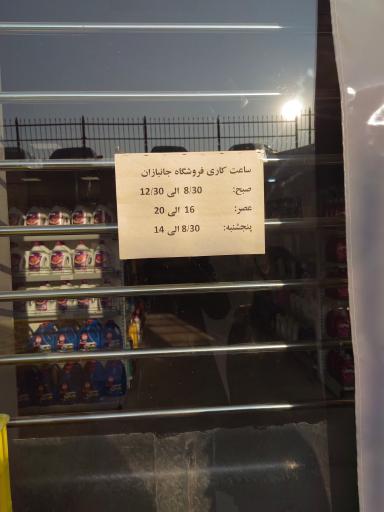 ساعت کاری فروشگاه جانبازان
صبح: 8/30 الی 12/30
عصر: 16 الی 20
پنجشنبه: 8/30 الی 14